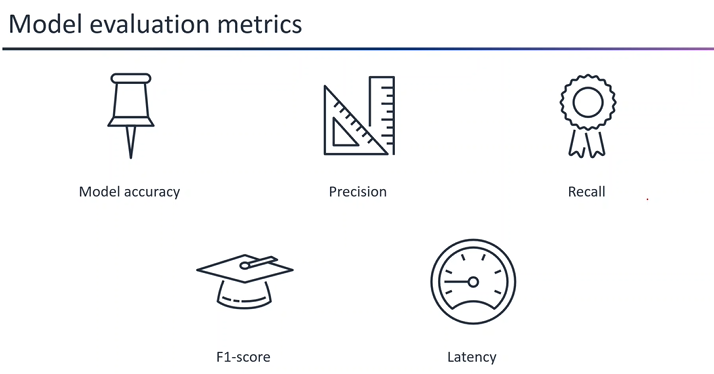 Model evaluation metrics
Model accuracy
Precision
Recall
F1-score
Latency